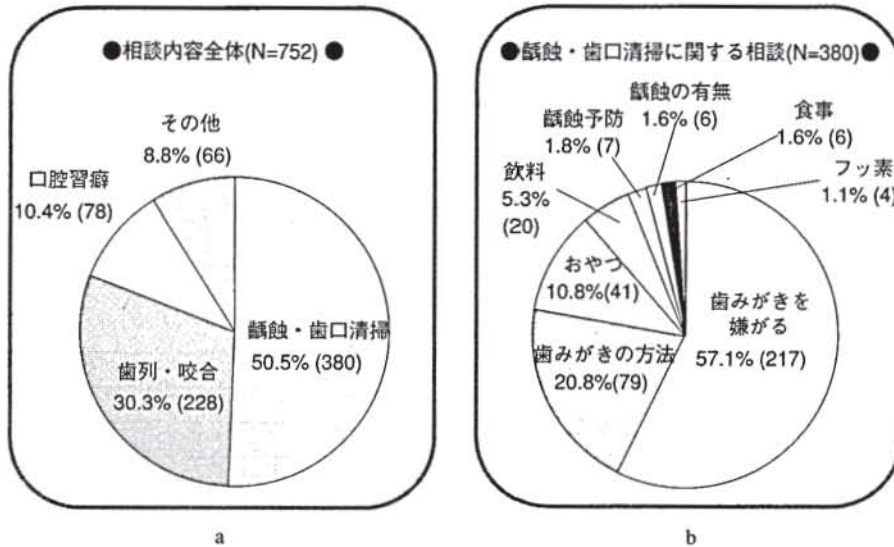 ●相談内容全体(N=752) ●
その他
8.8% (66)
口腔習癖
10.4% (78)
齲蝕・歯口清掃
50.5% (380)
歯列・咬合
30.3% (228)
a
●齲蝕・歯口清掃に関する相談(N=380)●
齲蝕の有無
1.6% (6)
食事
1.6% (6)
齲蝕予防
1.8% (7)
フッ素
1.1% (4)
飲料
5.3%
(20)
おやつ
10.8%(41)
歯みがきを
嫌がる
57.1% (217)
歯みがきの方法
20.8%(79)
b